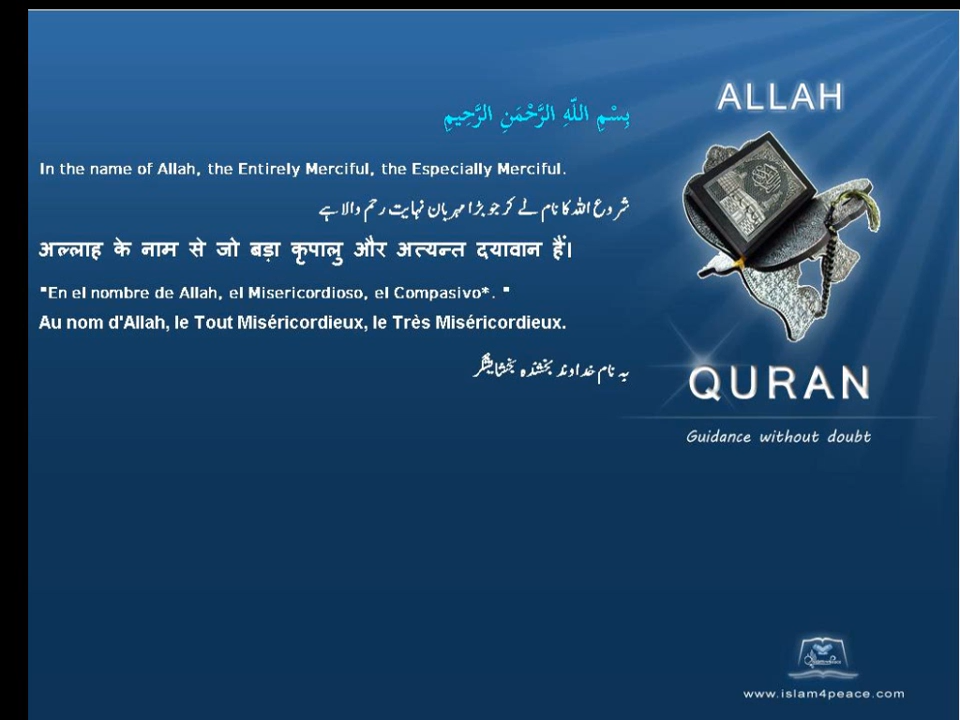 بِسْمِ اللَّهِ الرَّحْمَنِ الرَّحِيمِ
In the name of Allah, the Entirely Merciful, the Especially Merciful.
شروع اللہ کا نام لے کر جو بڑا مہربان نہایت رحم والا ہے
अल्लाह के नाम से जो बड़ा कृपालु और अत्यन्त दयावान हैं।
"En el nombre de Allah, el Misericordioso, el Compasivo*. "
Au nom d'Allah, le Tout Miséricordieux, le Très Miséricordieux.
به نام خداوند بخشنده بخشایشگر
ALLAH
QURAN
Guidance without doubt
www.islam4peace.com